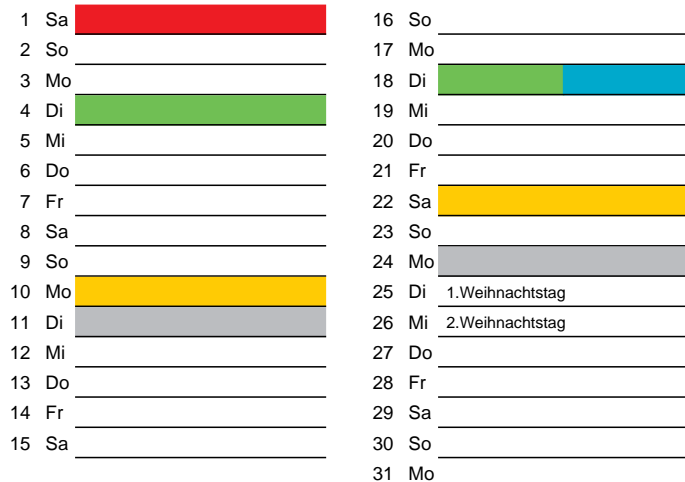 1 Sa
2 So
3 Mo
4 Di
5 Mi
6 Do
7 Fr
8 Sa
9 So
10 Mo
11 Di
12 Mi
13 Do
14 Fr
15 Sa
16 So
17 Mo
18 Di
19 Mi
20 Do
21 Fr
22 Sa
23 So
24 Mo
25 Di 1.Weihnachtstag
26 Mi 2.Weihnachtstag
27 Do
28 Fr
29 Sa
30 So
31 Mo